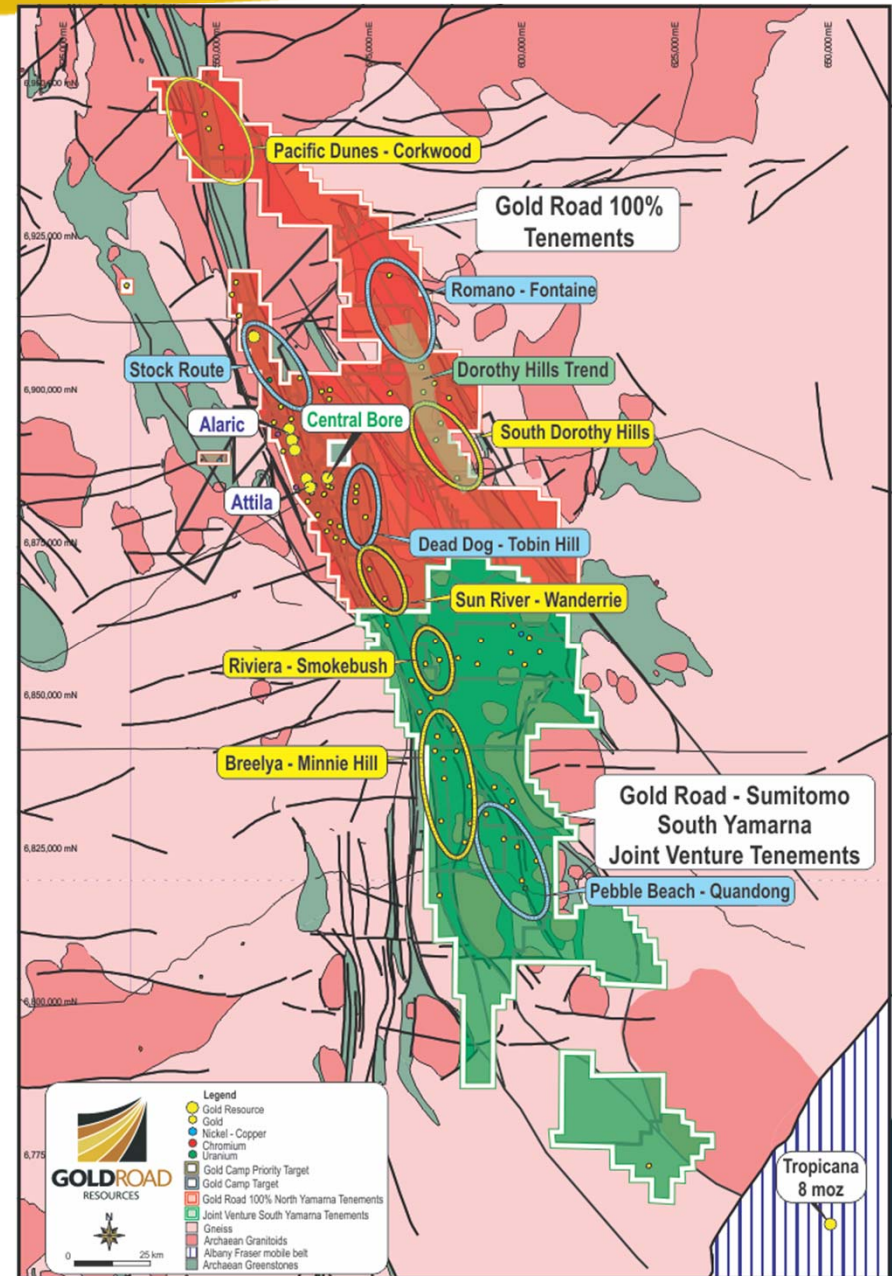 600,000 mE
625,000 mE
650,000 mE
Pacific Dunes - Corkwood
Gold Road 100%
Tenements
6,925,000 mN
Romano - Fontaine
Stock Route
Dorothy Hills Trend
6,900,000 mN
Alaric
Central Bore
South Dorothy Hills
Attila
6,875,000 mN
Dead Dog - Tobin Hill
Sun River - Wanderrie
Riviera - Smokebush
6,850,000 mN
Breelya - Minnie Hill
Gold Road - Sumitomo
South Yamarna
Joint Venture Tenements
6,825,000 mN
Pebble Beach - Quandong
6,800,000 mN
Legend
Gold Resource
Gold
Nickel - Copper
Chromium
Uranium
Gold Camp Priority Target
Gold Camp Target
Gold Road 100% North Yamarna Tenements
Joint Venture South Yamarna Tenements
Gneiss
Archaean Granitoids
Albany Fraser mobile belt
Archaean Greenstones
GOLDROAD
RESOURCES
N
0 25 km
6,775
Tropicana
8 moz